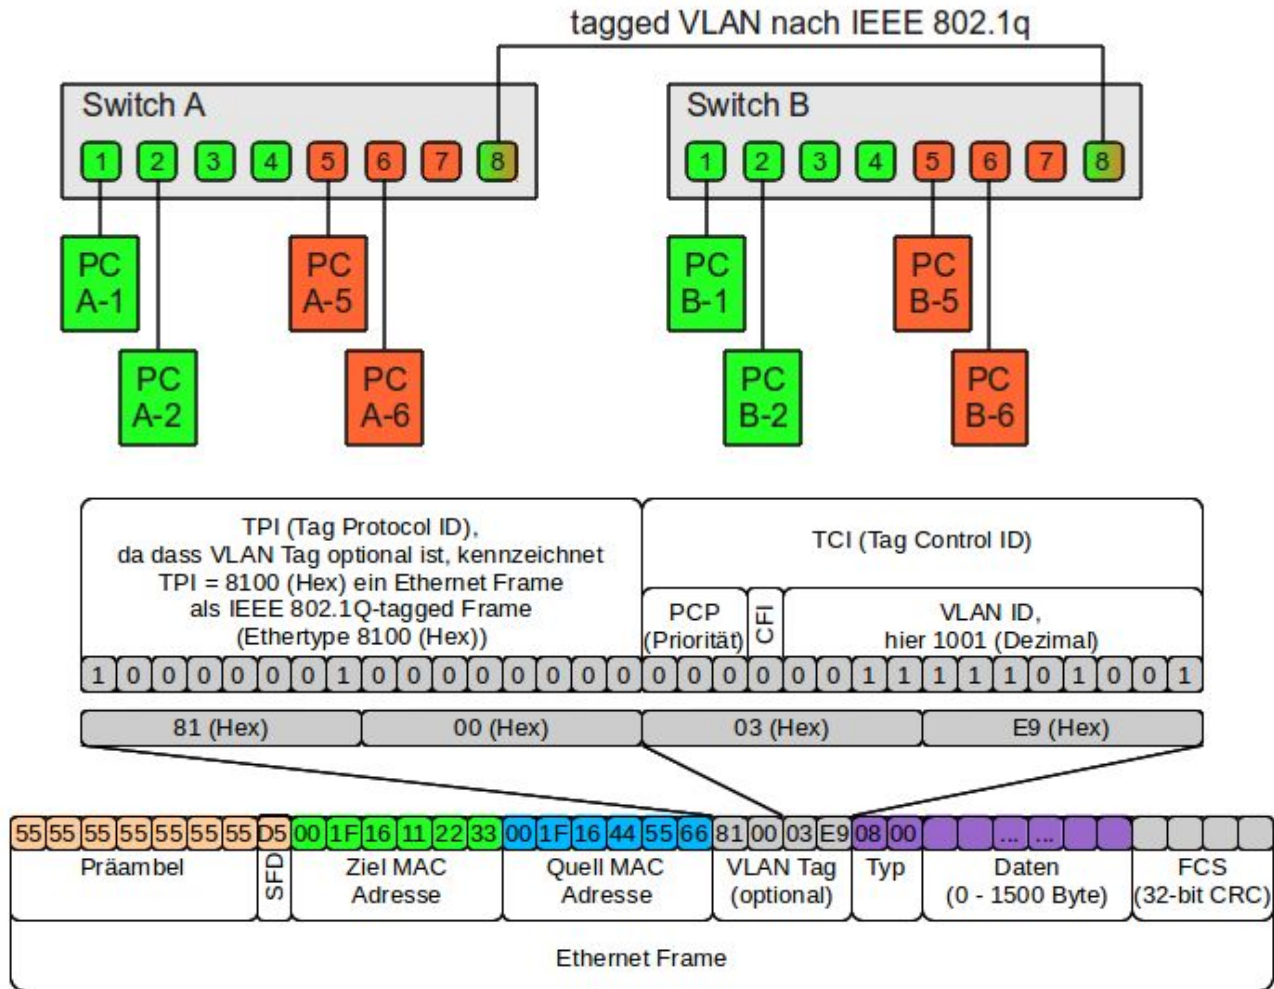 tagged VLAN nach IEEE 802.1q
Switch A
1 2 3 4 5 6 7 8
PC
A-1
PC
A-2
PC
A-5
PC
A-6
Switch B
1 2 3 4 5 6 7 8
PC
B-1
PC
B-2
PC
B-5
PC
B-6
TPI (Tag Protocol ID),
da dass VLAN Tag optional ist, kennzeichnet
TPI = 8100 (Hex) ein Ethernet Frame
als IEEE 802.1Q-tagged Frame
(Ethertype 8100 (Hex))
TCI (Tag Control ID)
PCP
(Priorität)
CFI
VLAN ID,
hier 1001 (Dezimal)
1 0 0 0 0 0 0 1 0 0 0 0 0 0 0 0 0 0 0 0 0 0 1 1 1 1 1 0 1 0 0 1
81 (Hex) 00 (Hex) 03 (Hex) E9 (Hex)
55 55 55 55 55 55 55 D5 00 1F 16 11 22 33 00 1F 16 44 55 66 81 00 03 E9 08 00 ... ...
Präambel
SFD
Ziel MAC
Adresse
Quell MAC
Adresse
VLAN Tag
(optional)
Typ
Daten
(0 - 1500 Byte)
FCS
(32-bit CRC)
Ethernet Frame